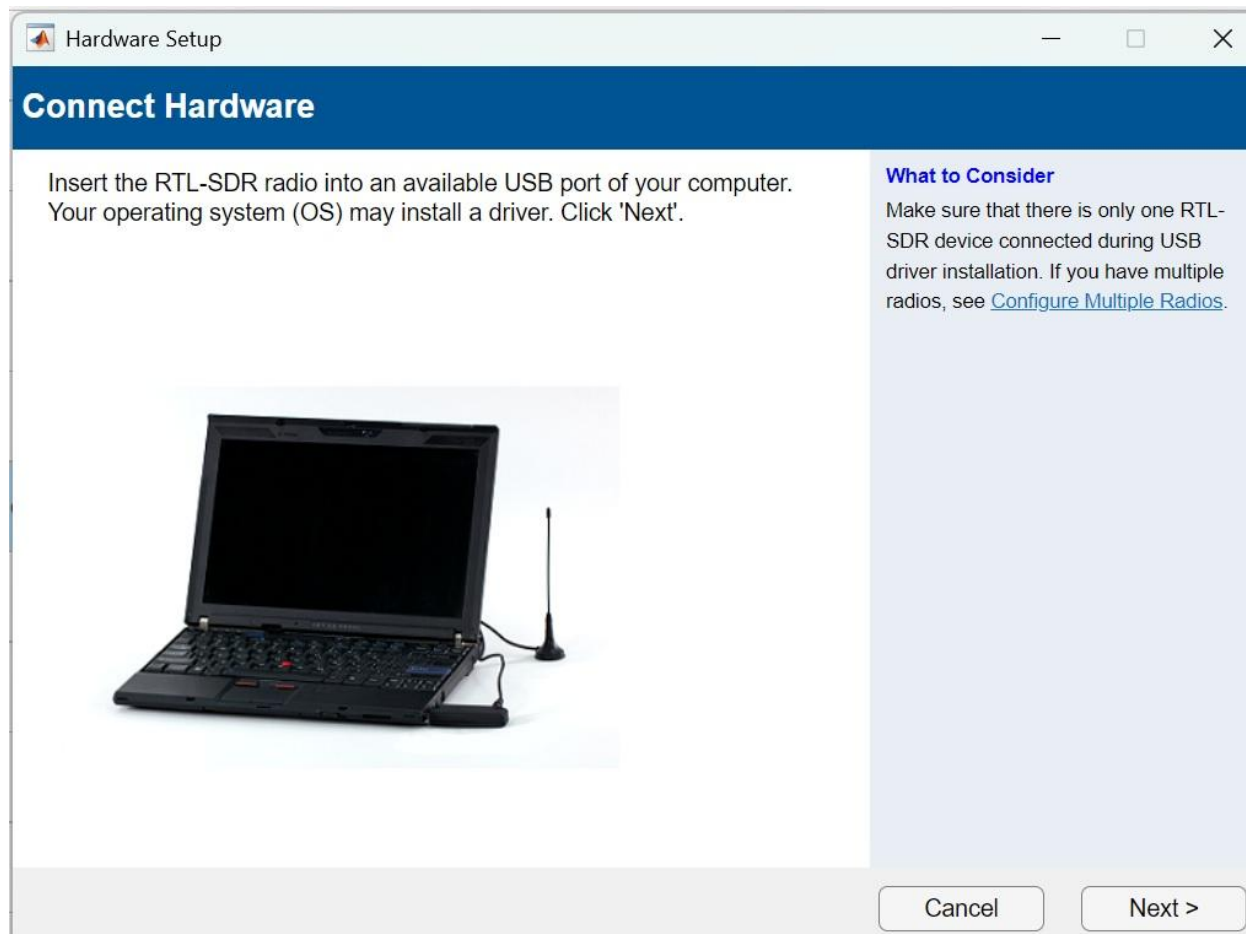 Hardware Setup
Connect Hardware
Insert the RTL-SDR radio into an available USB port of your computer.
Your operating system (OS) may install a driver. Click 'Next'.
What to Consider
Make sure that there is only one RTL-
SDR device connected during USB
driver installation. If you have multiple
radios, see Configure Multiple Radios.
Cancel
Next >